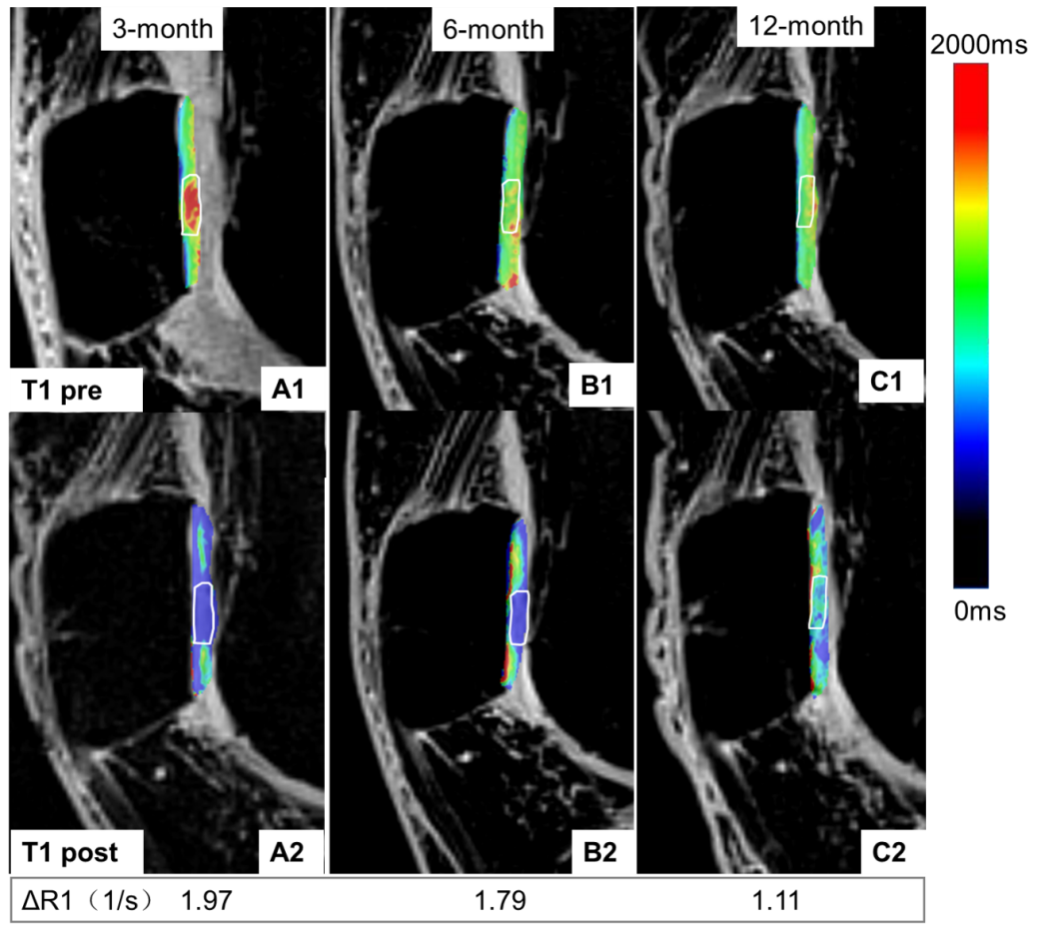 3-month
6-month
12-month
2000ms
T1 pre
A1
B1
C1
0ms
T1 post
A2
B2
C2
ΔR1（1/s） 1.97 1.79 1.11